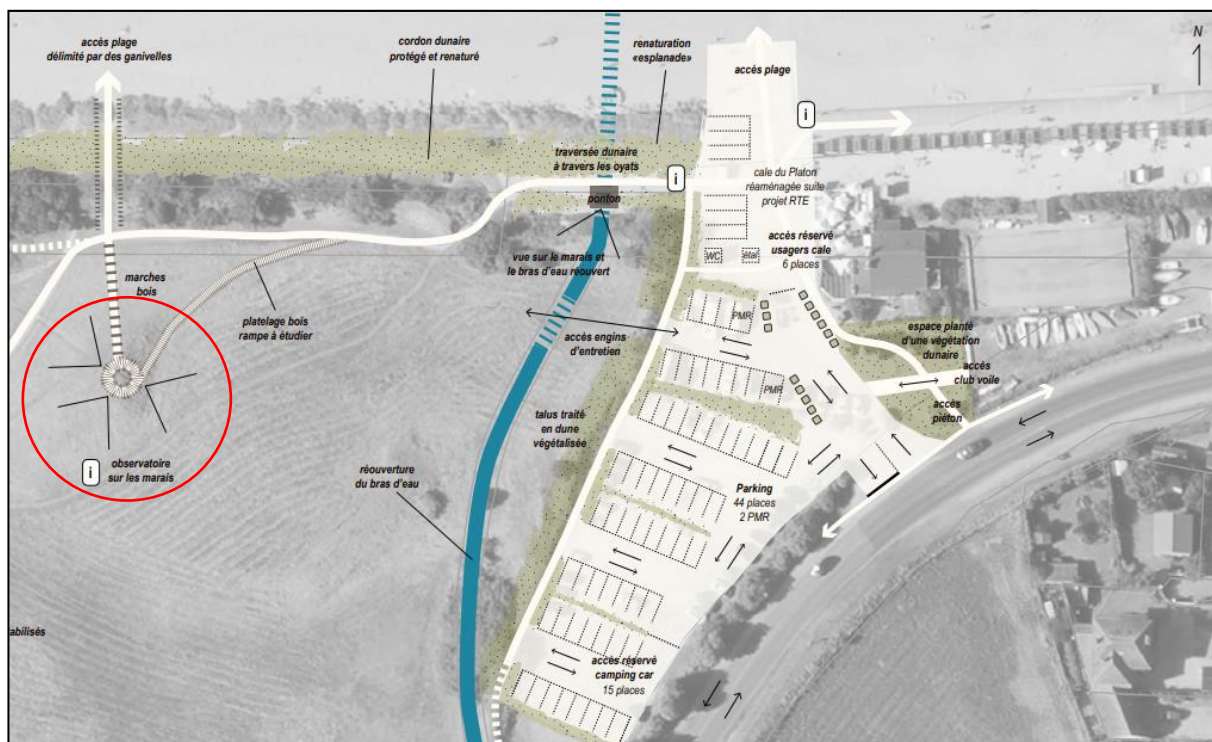 accès plage
délimité par des ganivelles
cordon dunaire
protégé et renaturé
renaturation
«esplanade»
accès plage
N
i
traversée dunaire
à travers les oyats
i
cale du Platon
réaménagée suite
projet RTE
ponton
accès réservé
usagers cale
6 places
WC
étal
vue sur le marais et
le bras d'eau réouvert
marches
bois
platelage bois
rampe à étudier
accès engins
d'entretien
PMR
espace planté
d'une végétation
dunaire
accès
club voile
PMR
accès
piéton
talus traité
en dune
végétalisée
i
observatoire
sur les marais
réouverture
du bras d'eau
Parking
44 places
2 PMR
abilisés
accès réservé
camping car
15 places